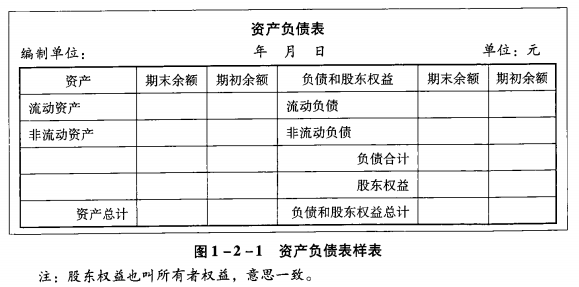 资产负债表
编制单位: 年 月 日 单位: 元
资产 期末余额 期初余额 负债和股东权益 期末余额 期初余额
流动资产 流动负债
非流动资产 非流动负债
负债合计
股东权益
资产总计 负债和股东权益总计
图1-2-1 资产负债表样表
注: 股东权益也叫所有者权益, 意思一致。